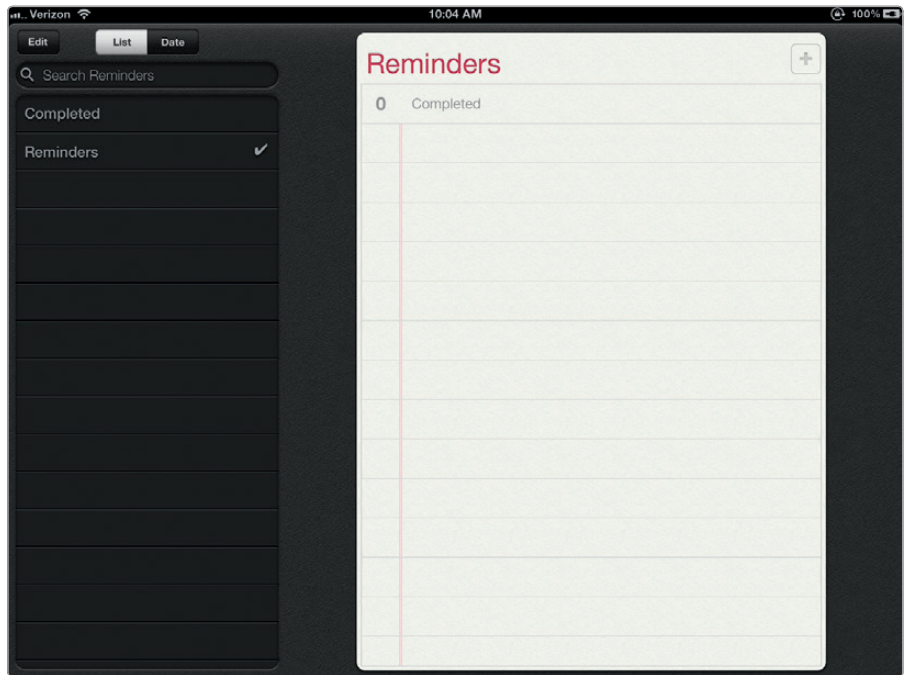 Verizon 10:04 AM 100%
Edit List Date
Search Reminders
Completed
Reminders
Reminders
0 Completed